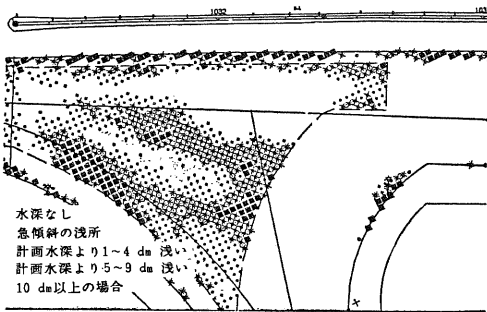 1032
103
水深なし
急傾斜の浅所
計画水深より1~4 dm 浅い
計画水深より5~9 dm 浅い
10 dm以上の場合